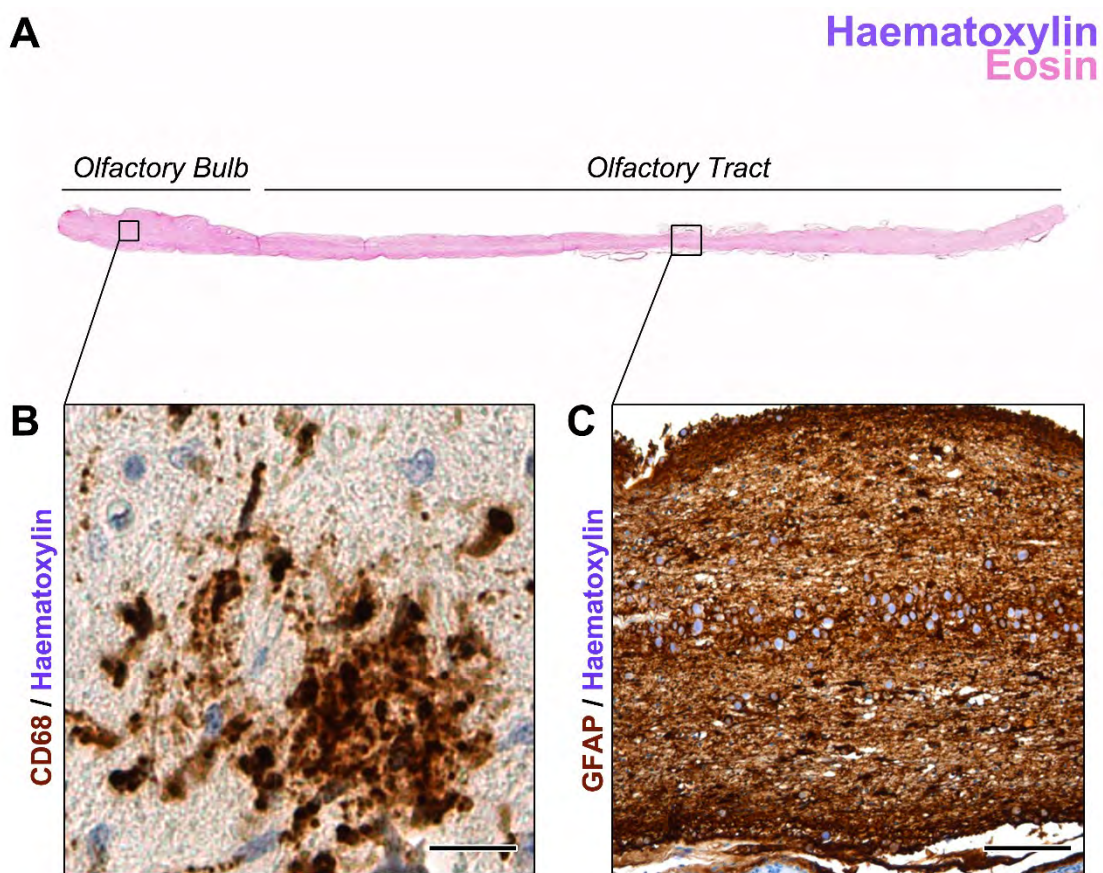 A
Haematoxylin
Eosin
Olfactory Bulb
Olfactory Tract
B
CD68 / Haematoxylin
C
GFAP / Haematoxylin